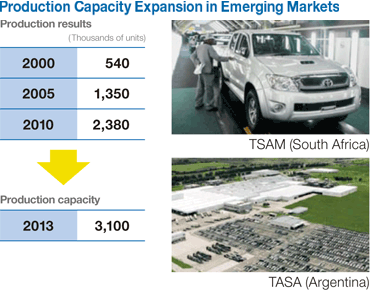 Production Capacity Expansion in Emerging Markets
Production results
(Thousands of units)
2000 540
2005 1,350
2010 2,380
Production capacity
2013 3,100
TSAM (South Africa)
TASA (Argentina)